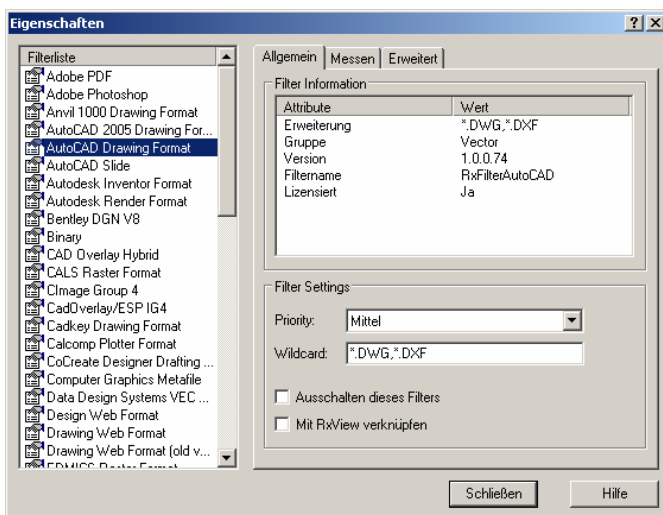 Eigenschaften
Filterliste
Adobe PDF
Adobe Photoshop
Anvil 1000 Drawing Format
AutoCAD 2005 Drawing For...
AutoCAD Drawing Format
AutoCAD Slide
Autodesk Inventor Format
Autodesk Render Format
Bentley DGN V8
Binary
CAD Overlay Hybrid
CALS Raster Format
CImage Group 4
CadOverlay/ESP IG4
Cadkey Drawing Format
Calcomp Plotter Format
CoCreate Designer Drafting ...
Computer Graphics Metafile
Data Design Systems VEC ...
Design Web Format
Drawing Web Format
Drawing Web Format (old v...
EDMICS Raster Format
Allgemein Messen Erweitert
Filter Information
Attribute Wert
Erweiterung *.DWG,*.DXF
Gruppe Vector
Version 1.0.0.74
Filtername RxFilterAutoCAD
Lizensiert Ja
Filter Settings
Priority: Mittel
Wildcard: *.DWG,*.DXF
Ausschalten dieses Filters
Mit RxView verknüpfen
Schließen Hilfe